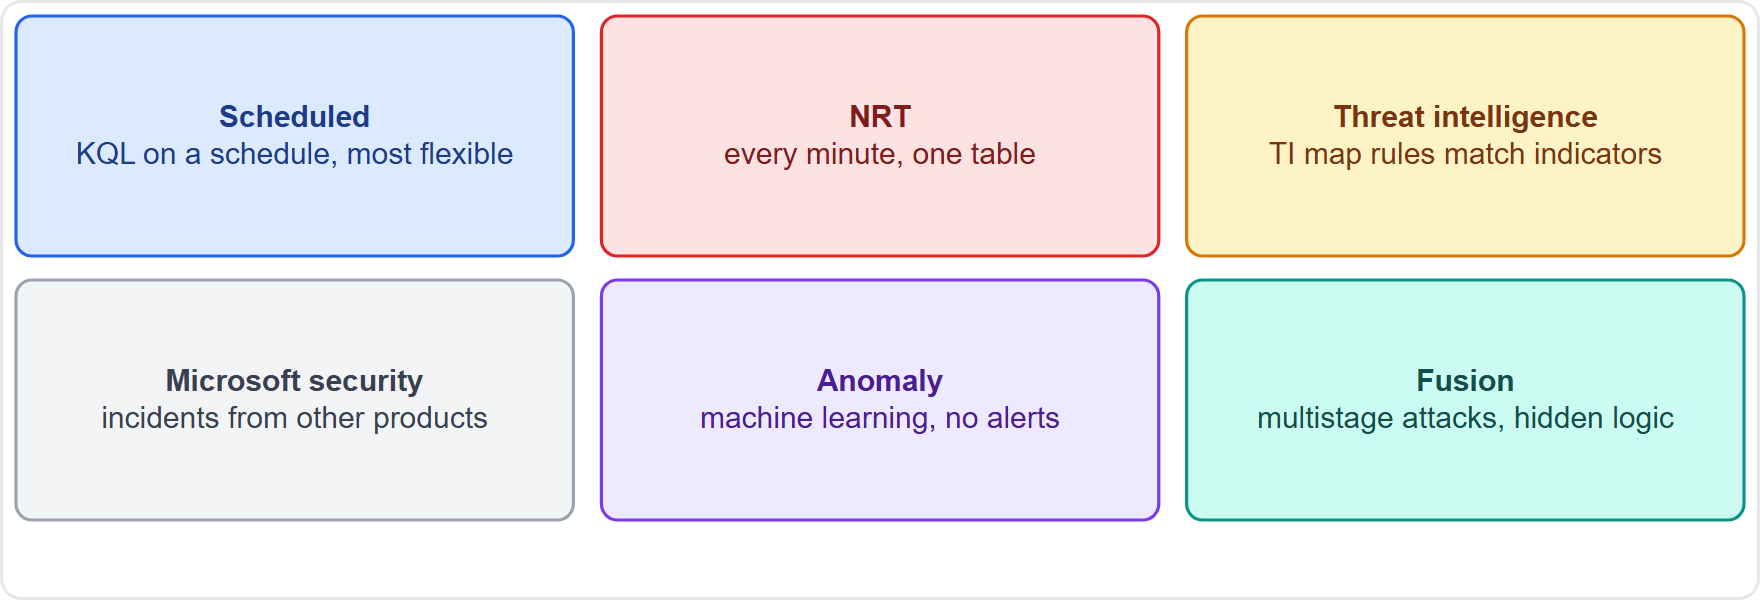 Scheduled
KQL on a schedule, most flexible
NRT
every minute, one table
Threat intelligence
TI map rules match indicators
Microsoft security
incidents from other products
Anomaly
machine learning, no alerts
Fusion
multistage attacks, hidden logic